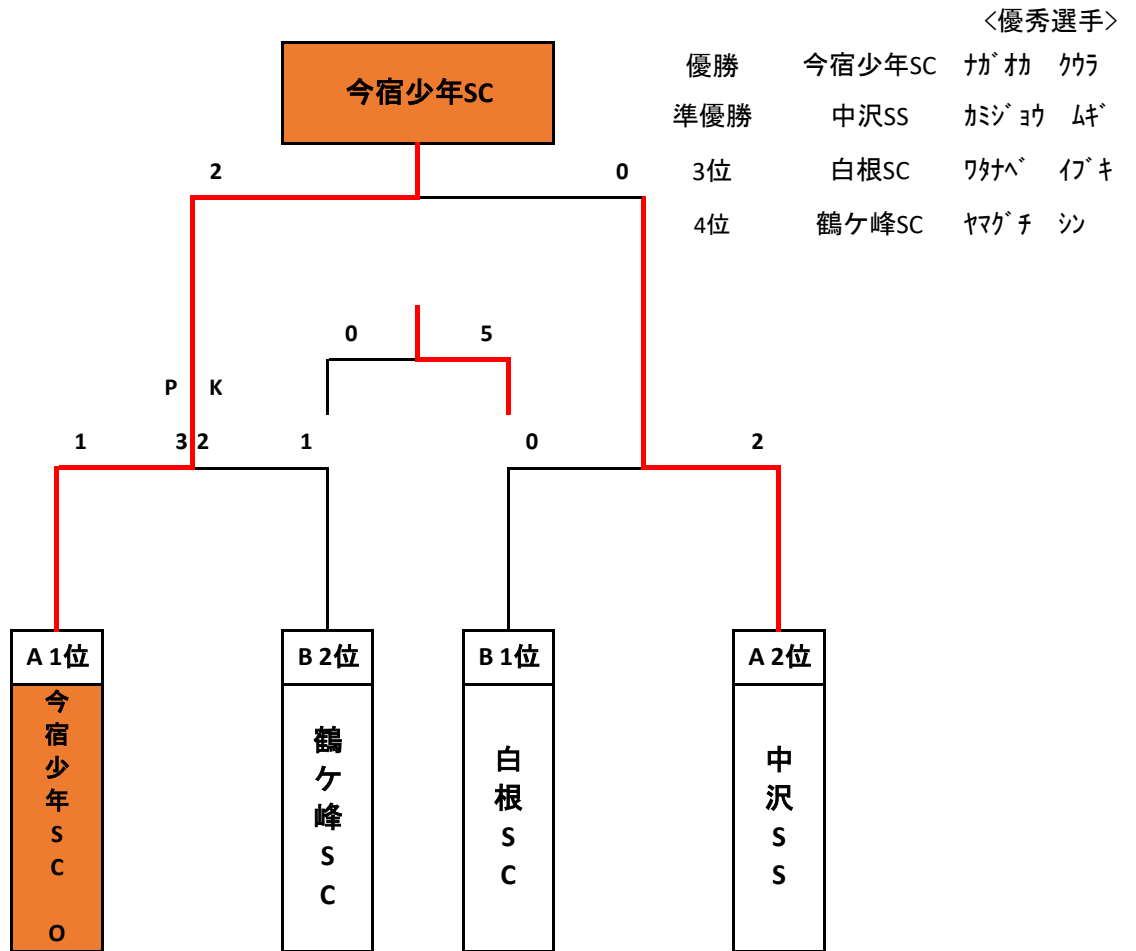 <優秀選手>
優勝 今宿少年SC ﾅｶﾞｵｶ ｸｳﾗ
準優勝 中沢SS ｶﾐｼﾞｮｳ ﾑｷﾞ
3位 白根SC ﾜﾀﾅﾍﾞ ｲﾌﾞｷ
4位 鶴ケ峰SC ﾔﾏｸﾞﾁ ｼﾝ
今宿少年SC
2 0
0 5
P K
1 3 2 1 0 2
A 1位 B 2位 B 1位 A 2位
今宿少年SC O
鶴ケ峰SC
白根SC
中沢SS